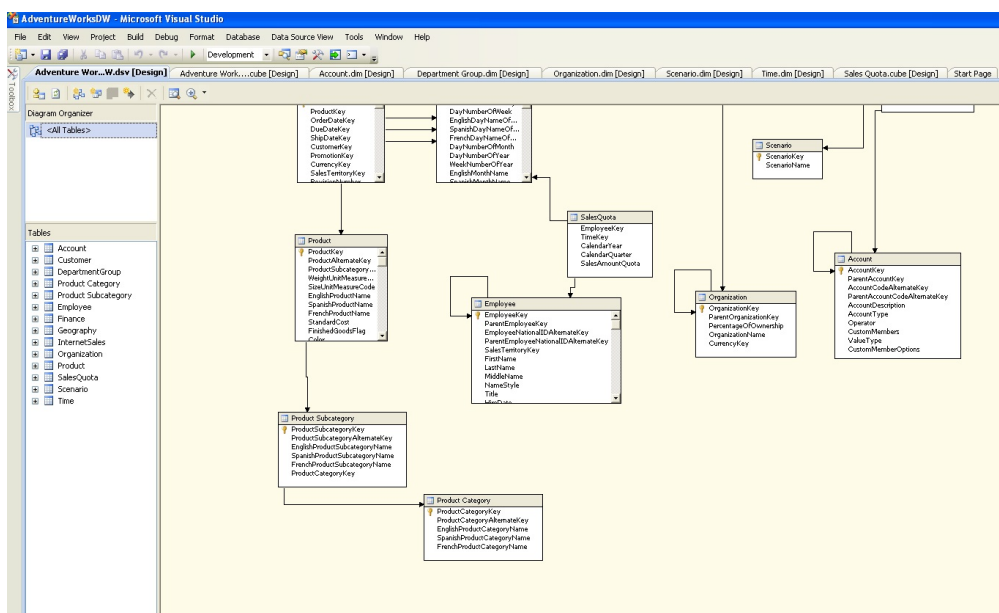 AdventureWorksDW - Microsoft Visual Studio
File Edit View Project Build Debug Format Database Data Source View Tools Window Help
Development
Adventure Wor...W.dsv [Design] Adventure Work....cube [Design] Account.dim [Design] Department Group.dim [Design] Organization.dim [Design] Scenario.dim [Design] Time.dim [Design] Sales Quota.cube [Design] Start Page
Toolbox
Diagram Organizer
<All Tables>
Tables
Account
Customer
DepartmentGroup
Product Category
Product Subcategory
Employee
Finance
Geography
InternetSales
Organization
Product
SalesQuota
Scenario
Time
ProductKey
OrderDateKey
DueDateKey
ShipDateKey
CustomerKey
PromotionKey
CurrencyKey
SalesTerritoryKey
RevisionNumber
DayNumberOfWeek
EnglishDayNameOf...
SpanishDayNameOf...
FrenchDayNameOf...
DayNumberOfMonth
DayNumberOfYear
WeekNumberOfYear
EnglishMonthName
SpanishMonthName
Scenario
ScenarioKey
ScenarioName
SalesQuota
EmployeeKey
TimeKey
CalendarYear
CalendarQuarter
SalesAmountQuota
Product
ProductKey
ProductAlternateKey
ProductSubcategory...
WeightUnitMeasure...
SizeUnitMeasureCode
EnglishProductName
SpanishProductName
FrenchProductName
StandardCost
FinishedGoodsFlag
Color
Employee
EmployeeKey
ParentEmployeeKey
EmployeeNationalIDAlternateKey
ParentEmployeeNationalIDAlternateKey
SalesTerritoryKey
FirstName
LastName
MiddleName
NameStyle
Title
HireDate
Organization
OrganizationKey
ParentOrganizationKey
PercentageOfOwnership
OrganizationName
CurrencyKey
Account
AccountKey
ParentAccountKey
AccountCodeAlternateKey
ParentAccountCodeAlternateKey
AccountDescription
AccountType
Operator
CustomMembers
ValueType
CustomMemberOptions
Product Subcategory
ProductSubcategoryKey
ProductSubcategoryAlternateKey
EnglishProductSubcategoryName
SpanishProductSubcategoryName
FrenchProductSubcategoryName
ProductCategoryKey
Product Category
ProductCategoryKey
ProductCategoryAlternateKey
EnglishProductCategoryName
SpanishProductCategoryName
FrenchProductCategoryName